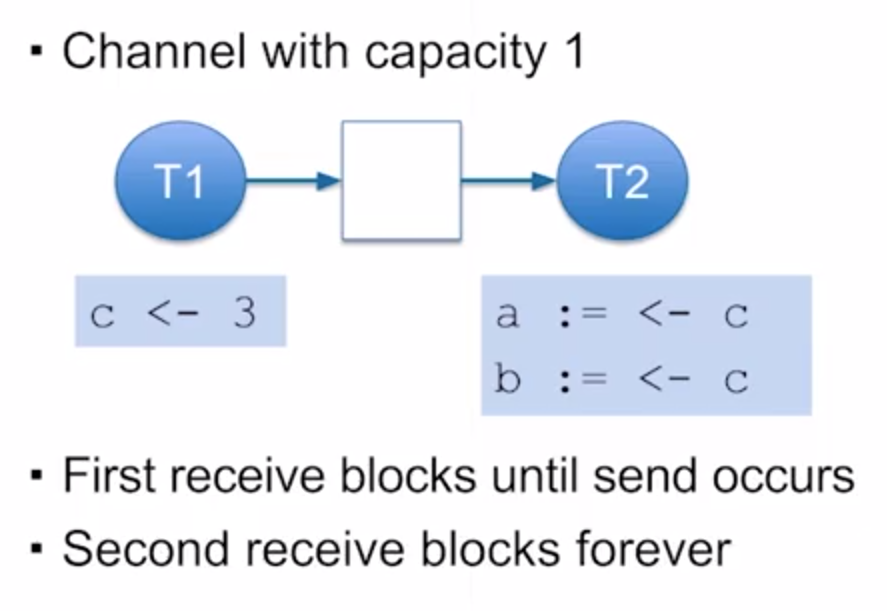 ▪ Channel with capacity 1
T1
T2
c <- 3
a := <- c
b := <- c
▪ First receive blocks until send occurs
▪ Second receive blocks forever